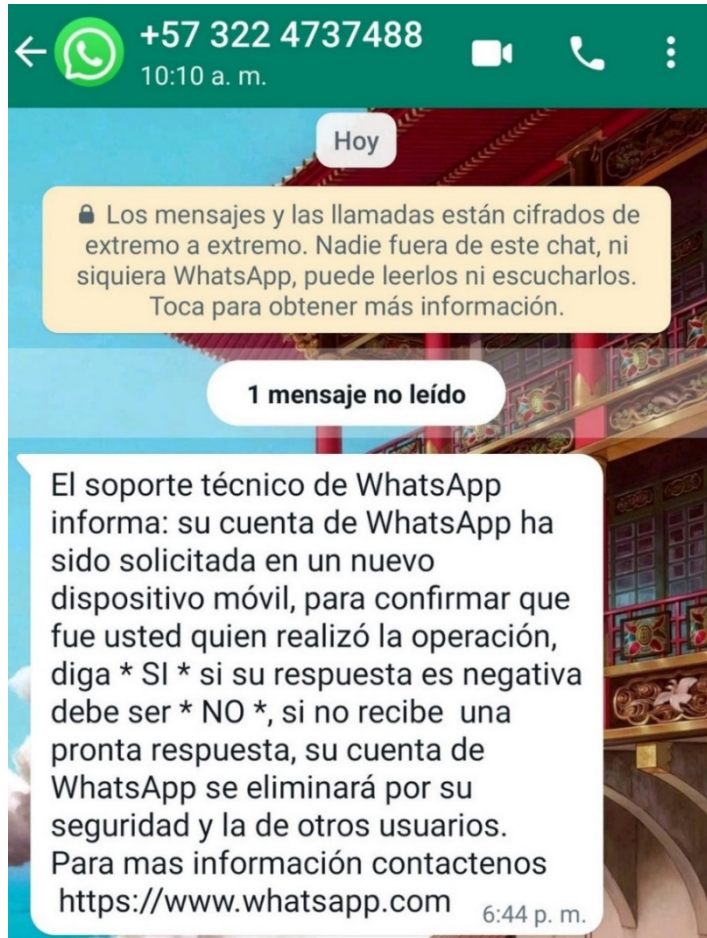 +57 322 4737488
10:10 a. m.
Hoy
Los mensajes y las llamadas están cifrados de
extremo a extremo. Nadie fuera de este chat, ni
siquiera WhatsApp, puede leerlos ni escucharlos.
Toca para obtener más información.
1 mensaje no leído
El soporte técnico de WhatsApp
informa: su cuenta de WhatsApp ha
sido solicitada en un nuevo
dispositivo móvil, para confirmar que
fue usted quien realizó la operación,
diga * SI * si su respuesta es negativa
debe ser * NO *, si no recibe  una
pronta respuesta, su cuenta de
WhatsApp se eliminará por su
seguridad y la de otros usuarios.
Para mas información contactenos
https://www.whatsapp.com
6:44 p. m.